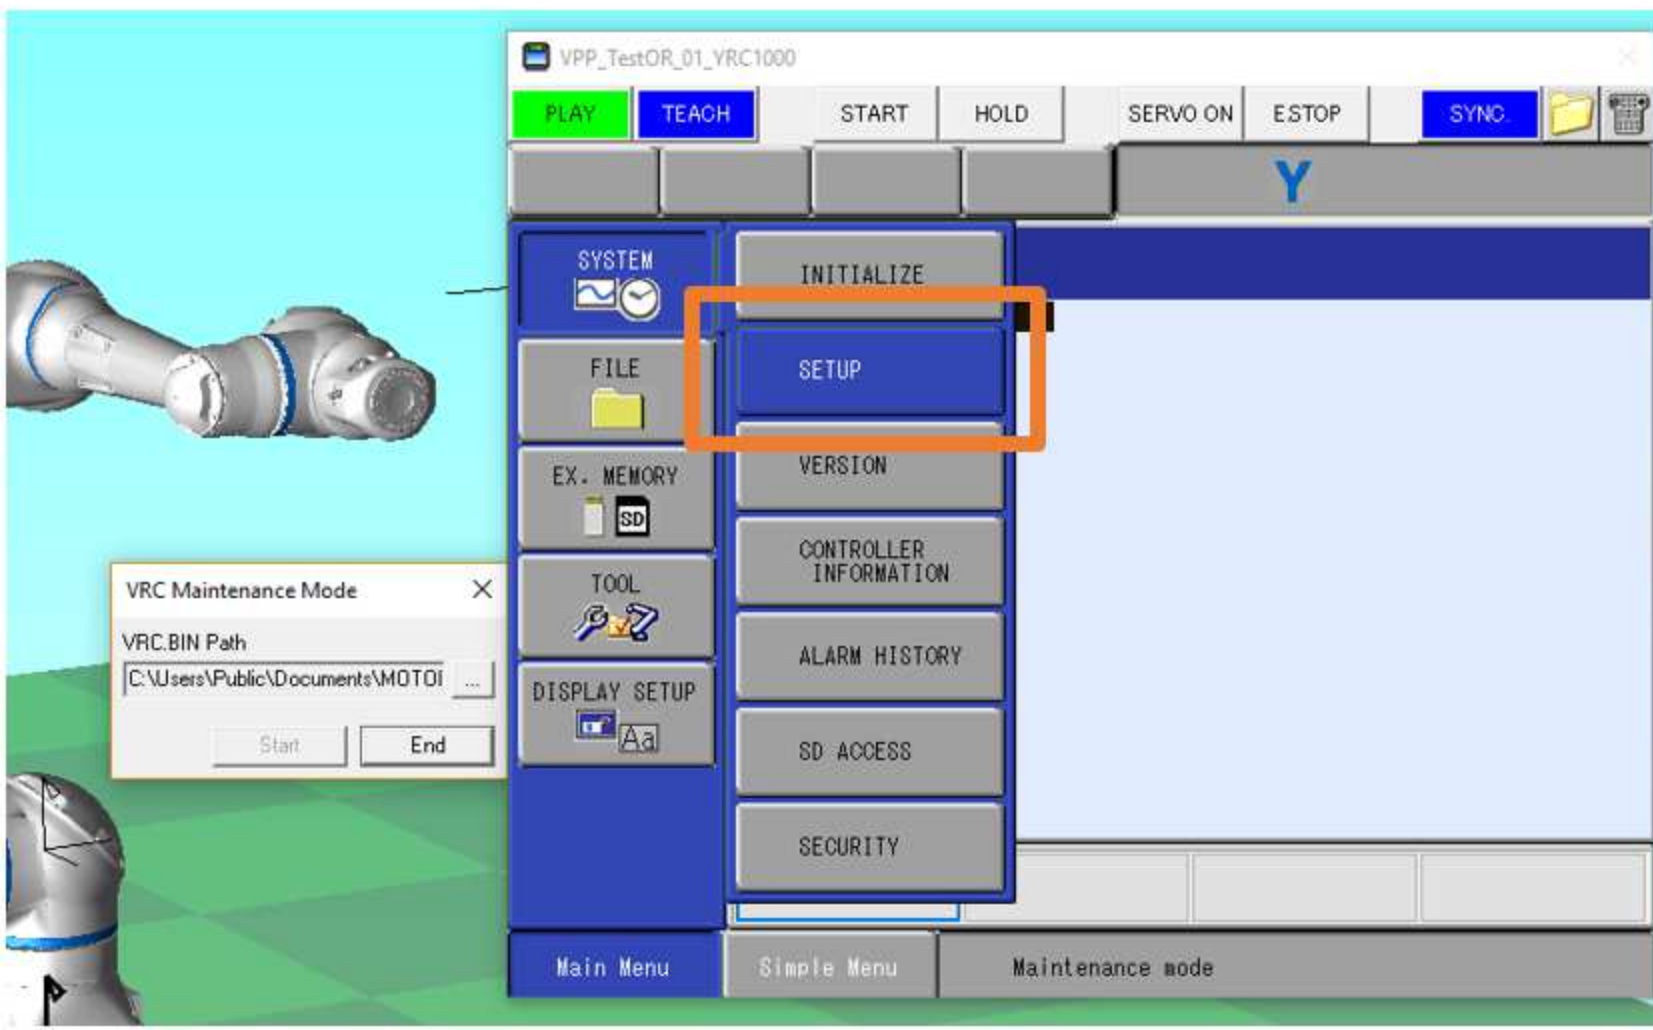 VPP_TestOR_01_YRC1000
PLAY TEACH START HOLD SERVO ON E.STOP SYNC.
Y
SYSTEM
FILE
EX. MEMORY
SD
TOOL
DISPLAY SETUP
Aa
INITIALIZE
SETUP
VERSION
CONTROLLER
INFORMATION
ALARM HISTORY
SD ACCESS
SECURITY
VRC Maintenance Mode
VRC.BIN Path
C:\Users\Public\Documents\MOTO
...
Start End
Main Menu Simple Menu Maintenance mode